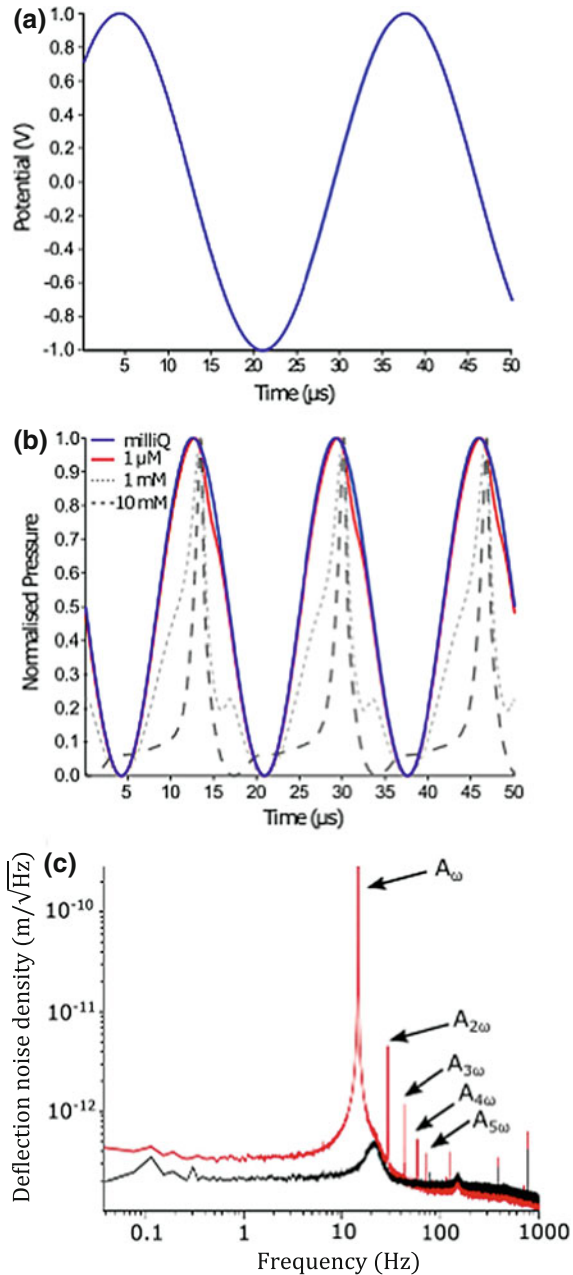 (a)
1.0
0.8
0.6
0.4
0.2
0.0
-0.2
-0.4
-0.6
-0.8
-1.0
Potential (V)
5 10 15 20 25 30 35 40 45 50
Time (µs)
(b)
1.0
0.9
0.8
0.7
0.6
0.5
0.4
0.3
0.2
0.1
0.0
Normalised Pressure
milliQ
1 µM
1 mM
10 mM
5 10 15 20 25 30 35 40 45 50
Time (µs)
(c)
Deflection noise density (m/√Hz)
10⁻¹⁰
10⁻¹¹
10⁻¹²
Aω
A2ω
A3ω
A4ω
A5ω
0.1 1 10 100 1000
Frequency (Hz)